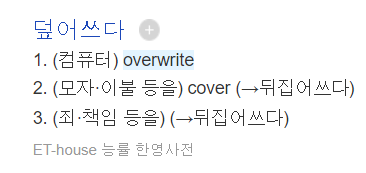 덮어쓰다
1. (컴퓨터) overwrite
2. (모자·이불 등을) cover (→뒤집어쓰다)
3. (죄·책임 등을) (→뒤집어쓰다)
ET-house 능률 한영사전